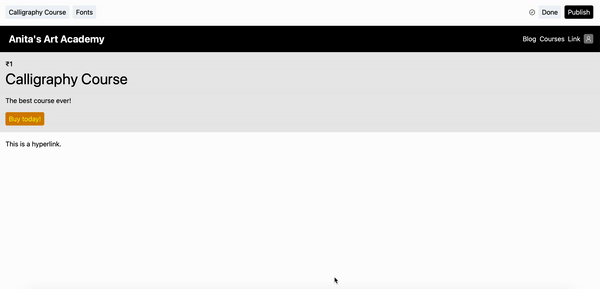 Calligraphy Course Fonts Done Publish
Anita's Art Academy Blog Courses Link
₹1
Calligraphy Course
The best course ever!
Buy today!
This is a hyperlink.